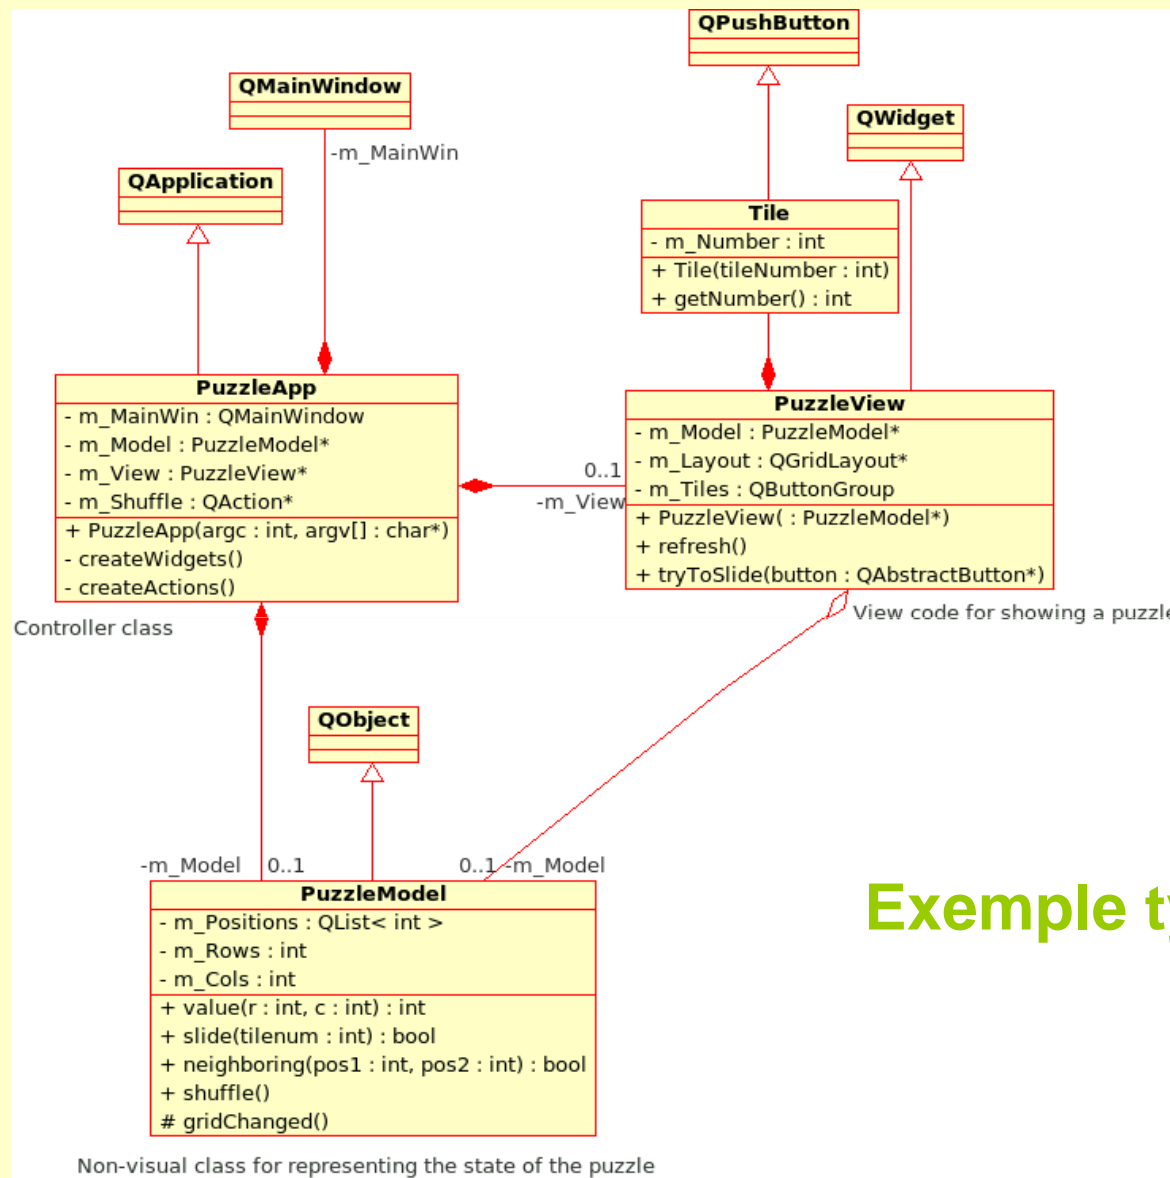 QPushButton
QMainWindow
QWidget
-m_MainWin
QApplication
Tile
- m_Number : int
+ Tile(tileNumber : int)
+ getNumber() : int
PuzzleApp
- m_MainWin : QMainWindow
- m_Model : PuzzleModel*
- m_View : PuzzleView*
- m_Shuffle : QAction*
+ PuzzleApp(argc : int, argv[] : char*)
- createWidgets()
- createActions()
0..1
-m_View
PuzzleView
- m_Model : PuzzleModel*
- m_Layout : QGridLayout*
- m_Tiles : QButtonGroup
+ PuzzleView( : PuzzleModel*)
+ refresh()
+ tryToSlide(button : QAbstractButton*)
Controller class
View code for showing a puzzle
QObject
-m_Model
0..1
0..1
-m_Model
PuzzleModel
- m_Positions : QList< int >
- m_Rows : int
- m_Cols : int
+ value(r : int, c : int) : int
+ slide(tilenum : int) : bool
+ neighboring(pos1 : int, pos2 : int) : bool
+ shuffle()
# gridChanged()
Exemple
Non-visual class for representing the state of the puzzle